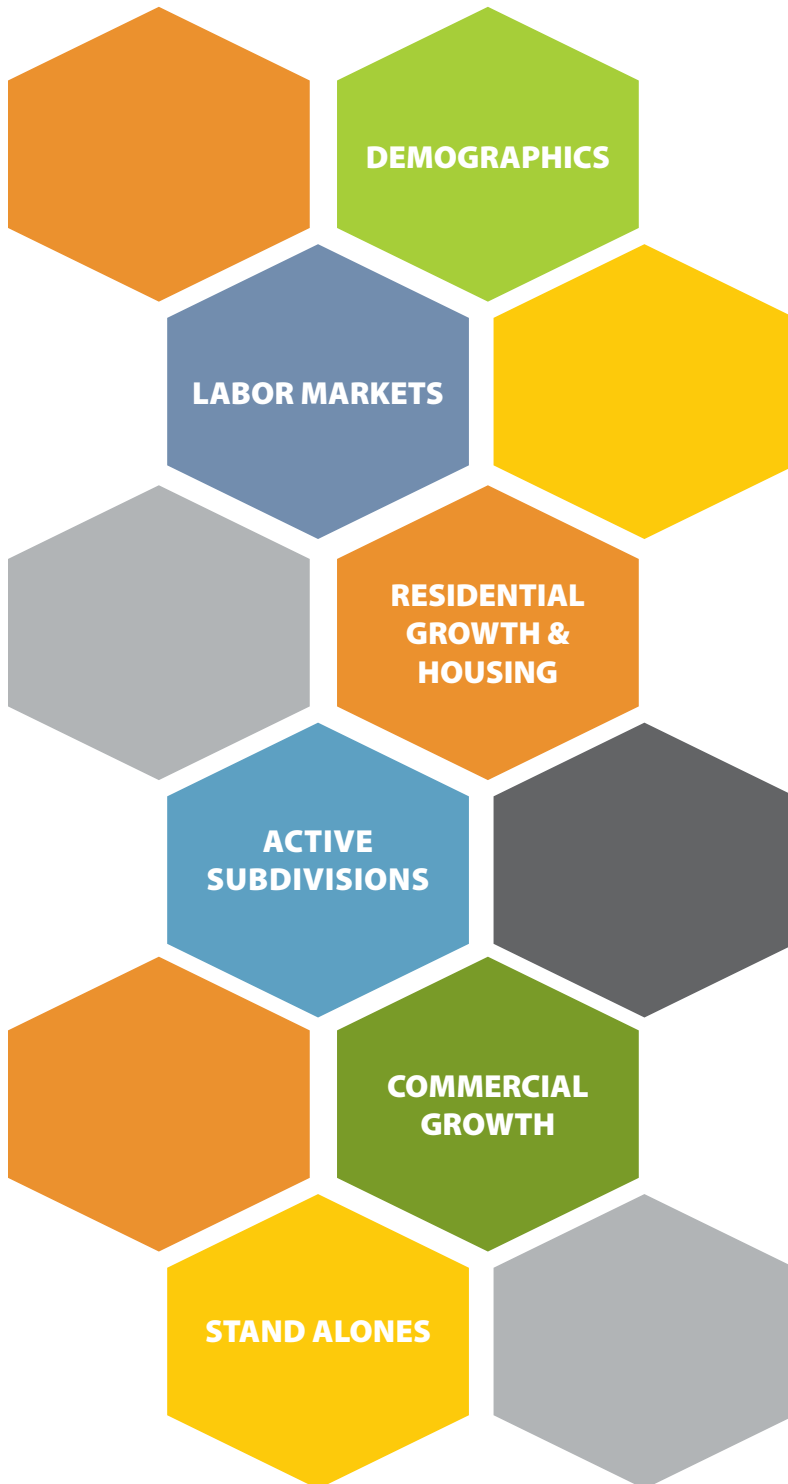 DEMOGRAPHICS
LABOR MARKETS
RESIDENTIAL
GROWTH &
HOUSING
ACTIVE
SUBDIVISIONS
COMMERCIAL
GROWTH
STAND ALONES